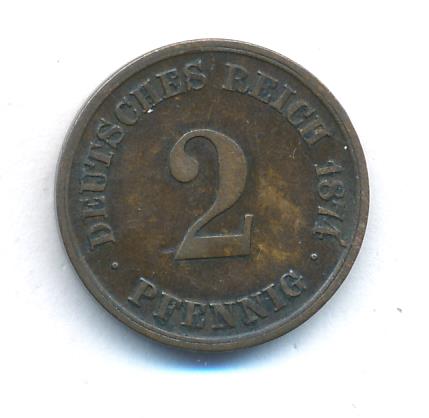 DEUTSCHES REICH 1874
2
· PFENNIG ·